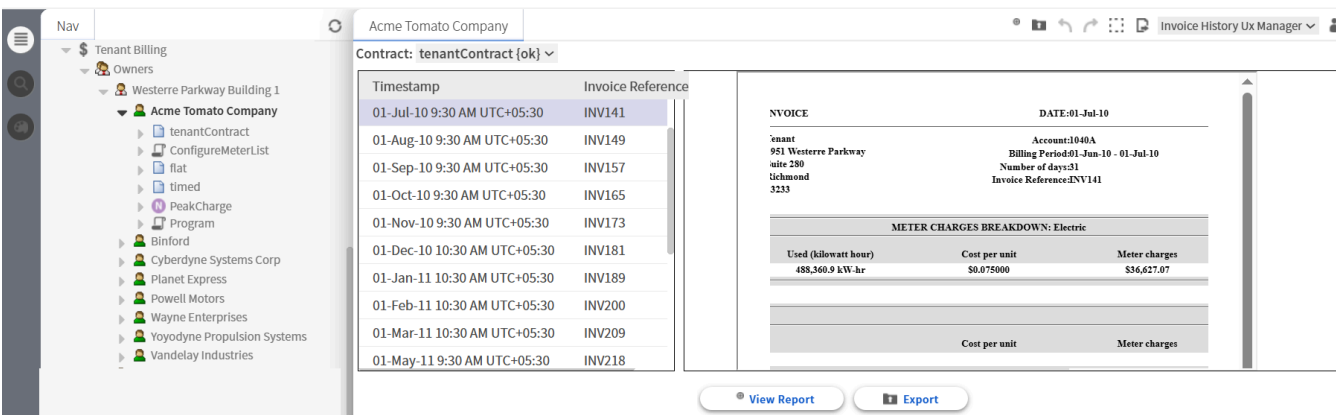 Nav
Tenant Billing
Owners
Westerre Parkway Building 1
Acme Tomato Company
tenantContract
ConfigureMeterList
flat
timed
N PeakCharge
Program
Binford
Cyberdyne Systems Corp
Planet Express
Powell Motors
Wayne Enterprises
Yoyodyne Propulsion Systems
Vandelay Industries
Acme Tomato Company
Invoice History Ux Manager
Contract: tenantContract {ok}
Timestamp Invoice Reference
01-Jul-10 9:30 AM UTC+05:30 INV141
01-Aug-10 9:30 AM UTC+05:30 INV149
01-Sep-10 9:30 AM UTC+05:30 INV157
01-Oct-10 9:30 AM UTC+05:30 INV165
01-Nov-10 9:30 AM UTC+05:30 INV173
01-Dec-10 10:30 AM UTC+05:30 INV181
01-Jan-11 10:30 AM UTC+05:30 INV189
01-Feb-11 10:30 AM UTC+05:30 INV200
01-Mar-11 10:30 AM UTC+05:30 INV209
01-May-11 9:30 AM UTC+05:30 INV218
NVOICE DATE:01-Jul-10
enant Account:1040A
951 Westerre Parkway Billing Period:01-Jun-10 - 01-Jul-10
uite 280 Number of days:31
Richmond Invoice Reference:INV141
3233
METER CHARGES BREAKDOWN: Electric
Used (kilowatt hour) Cost per unit Meter charges
488,360.9 kW-hr $0.075000 $36,627.07
Cost per unit Meter charges
View Report Export